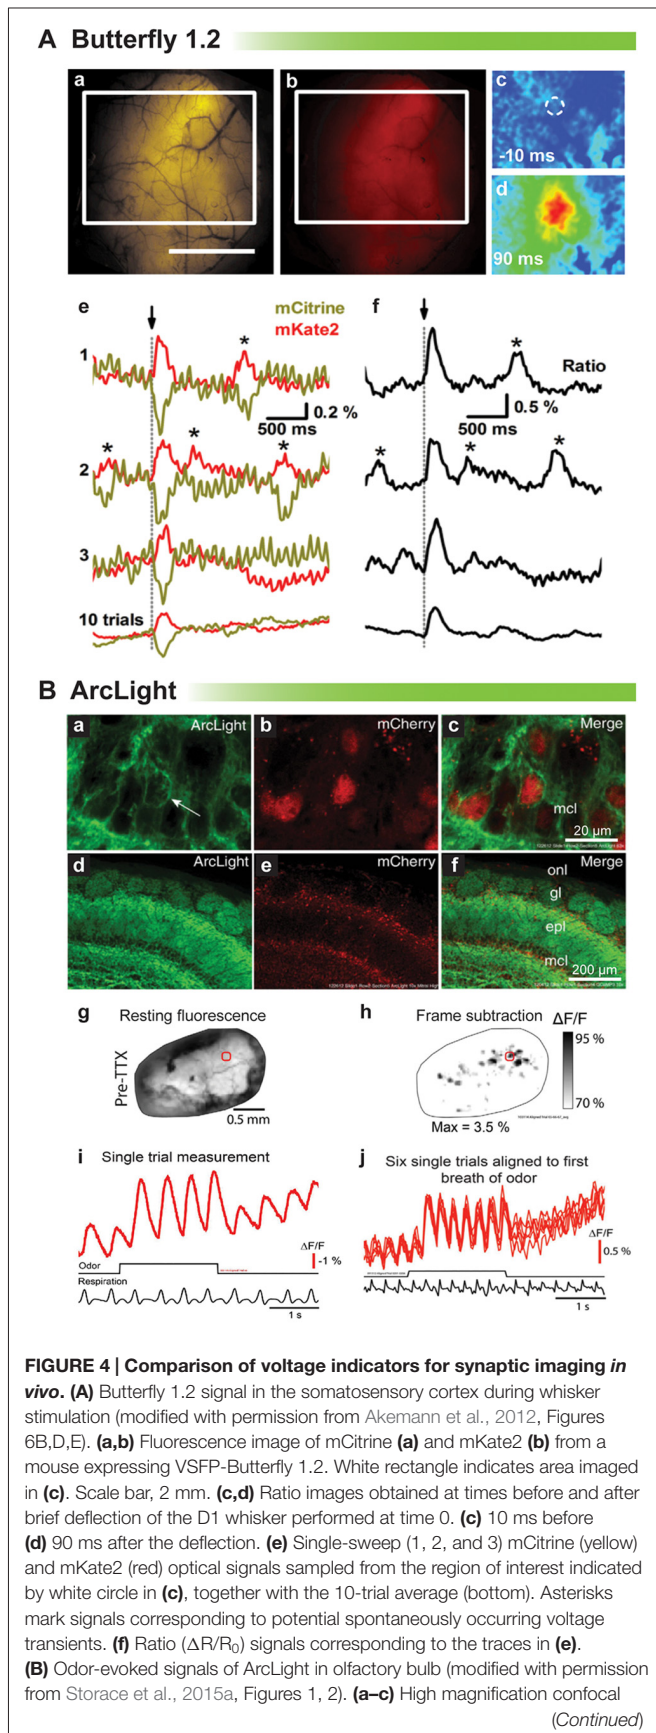 A Butterfly 1.2
a
b
c
-10 ms
d
90 ms
e
mCitrine
mKate2
f
1
*
*
Ratio
0.2 %
500 ms
0.5 %
500 ms
2
* * *
* * *
3
10 trials
B ArcLight
a
ArcLight
b
mCherry
c
Merge
mcl
20 µm
d
ArcLight
e
mCherry
f
Merge
onl
gl
epl
mcl
200 µm
g
Resting fluorescence
Pre-TTX
0.5 mm
h
Frame subtraction
ΔF/F
95 %
70 %
Max = 3.5 %
i
Single trial measurement
ΔF/F
-1 %
Odor
Respiration
1 s
j
Six single trials aligned to first
breath of odor
ΔF/F
0.5 %
1 s
FIGURE 4 | Comparison of voltage indicators for synaptic imaging in
vivo. (A) Butterfly 1.2 signal in the somatosensory cortex during whisker
stimulation (modified with permission from Akemann et al., 2012, Figures
6B,D,E). (a,b) Fluorescence image of mCitrine (a) and mKate2 (b) from a
mouse expressing VSFP-Butterfly 1.2. White rectangle indicates area imaged
in (c). Scale bar, 2 mm. (c,d) Ratio images obtained at times before and after
brief deflection of the D1 whisker performed at time 0. (c) 10 ms before
(d) 90 ms after the deflection. (e) Single-sweep (1, 2, and 3) mCitrine (yellow)
and mKate2 (red) optical signals sampled from the region of interest indicated
by white circle in (c), together with the 10-trial average (bottom). Asterisks
mark signals corresponding to potential spontaneously occurring voltage
transients. (f) Ratio (ΔR/R0) signals corresponding to the traces in (e).
(B) Odor-evoked signals of ArcLight in olfactory bulb (modified with permission
from Storace et al., 2015a, Figures 1, 2). (a–c) High magnification confocal
(Continued)